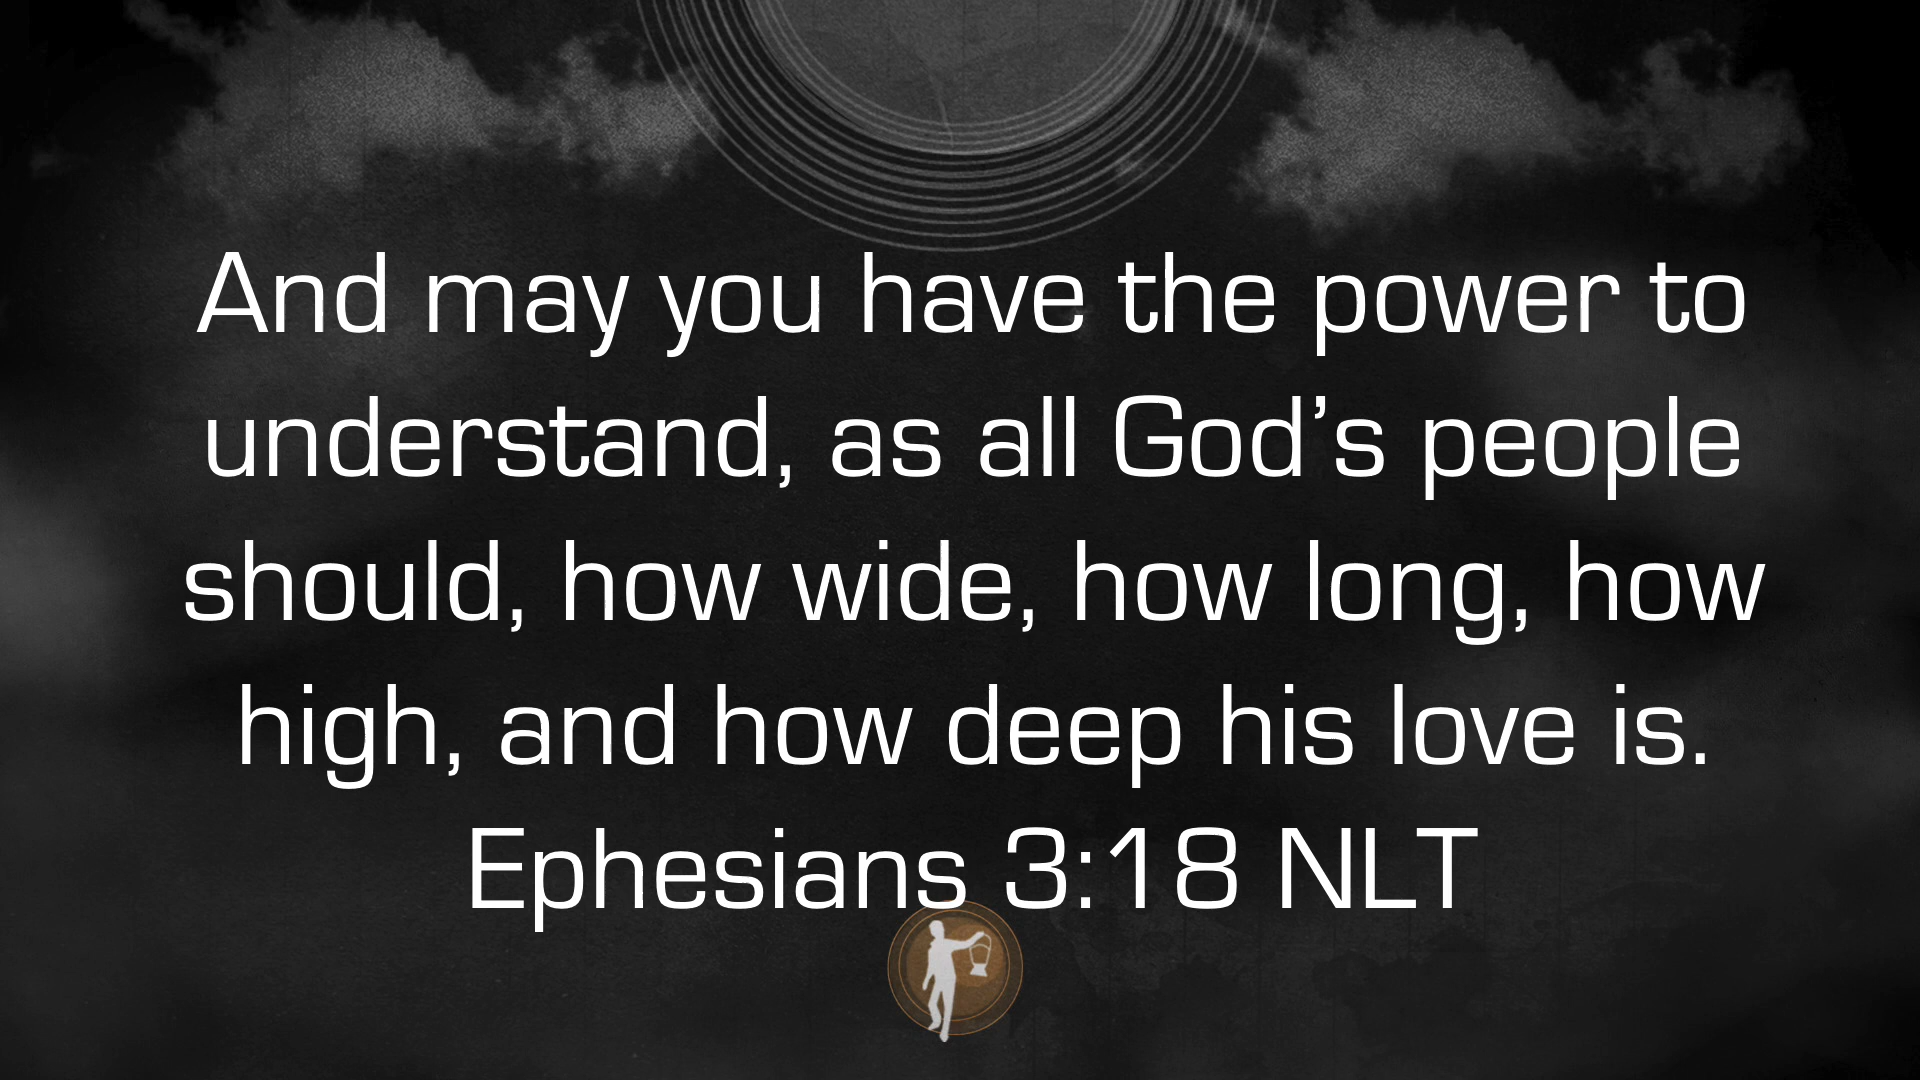 And may you have the power to
understand, as all God’s people
should, how wide, how long, how
high, and how deep his love is.
Ephesians 3:18 NLT